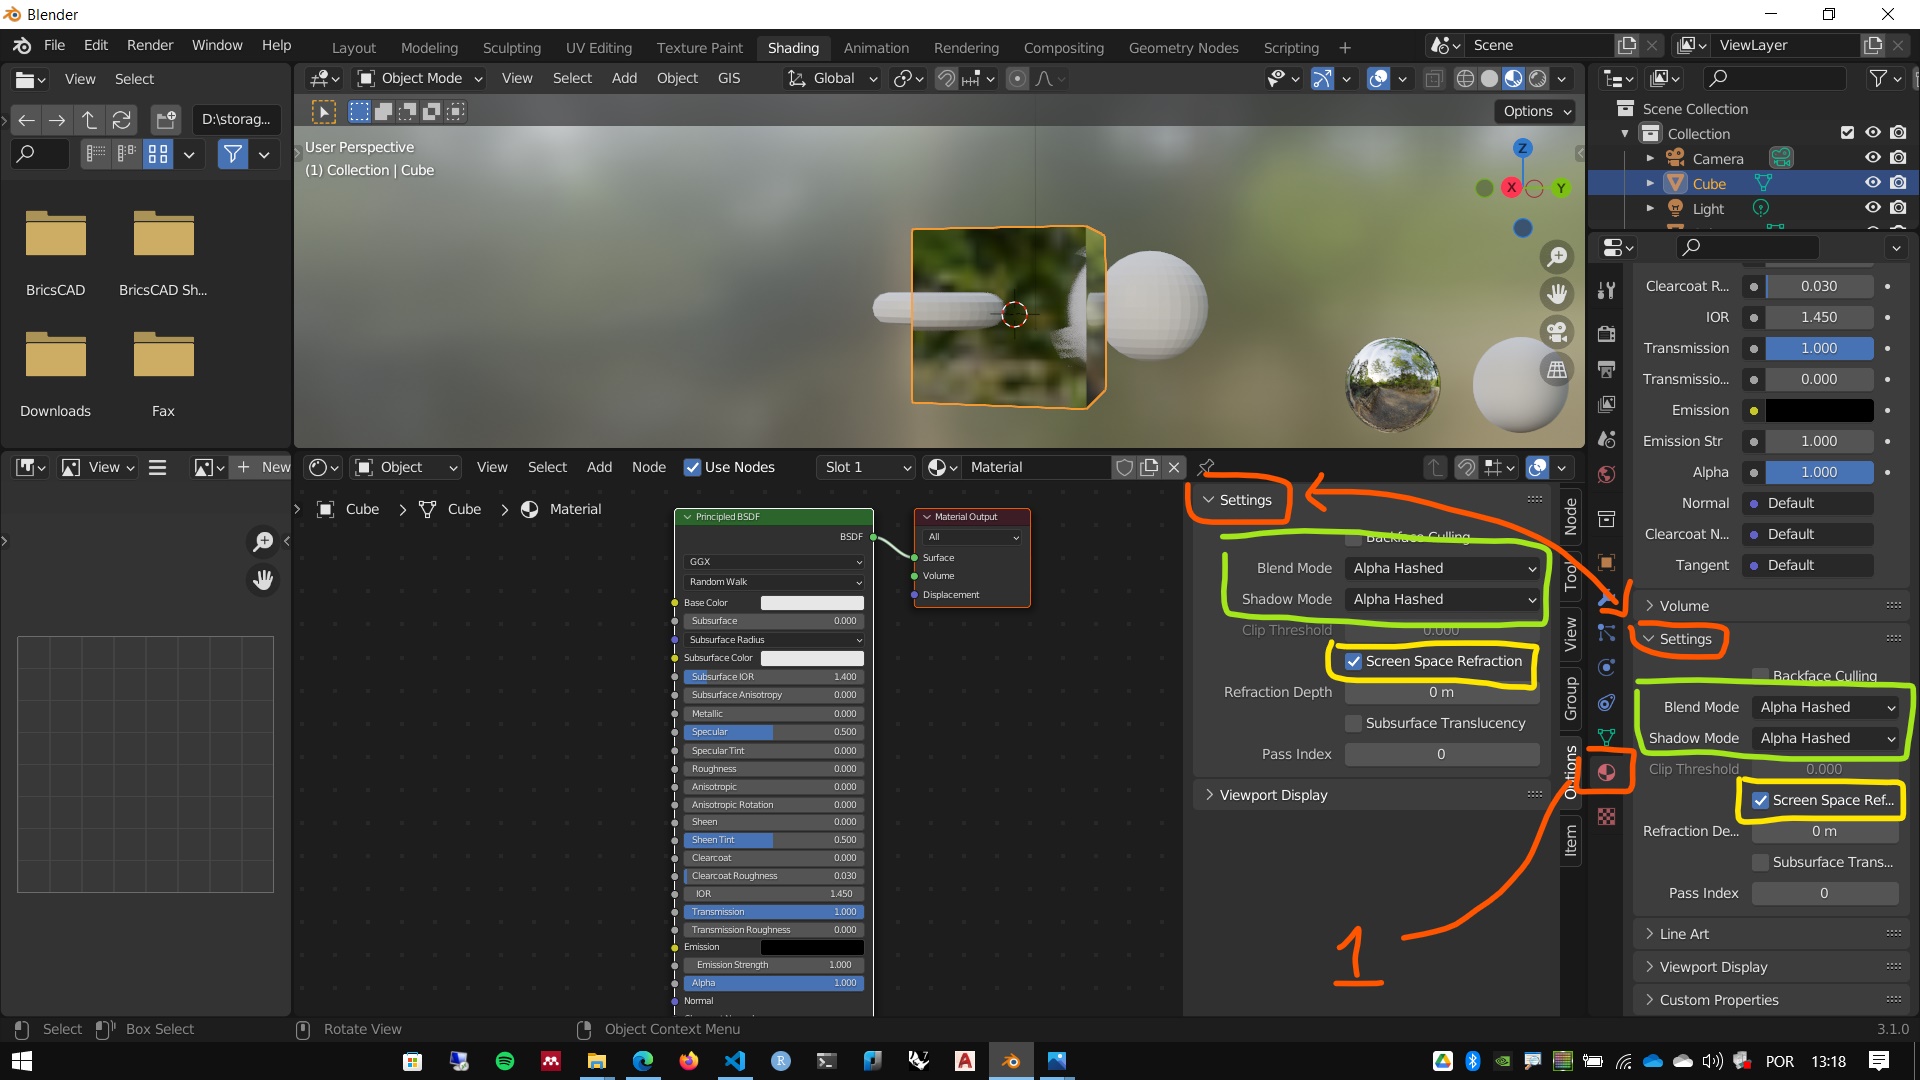 Blender
File Edit Render Window Help
Layout Modeling Sculpting UV Editing Texture Paint Shading Animation Rendering Compositing Geometry Nodes Scripting +
Scene
ViewLayer
View Select
Object Mode View Select Add Object GIS Global
D:\storag...
Options
User Perspective
(1) Collection | Cube
Z
X
Y
BricsCAD
BricsCAD Sh...
Downloads
Fax
Scene Collection
Collection
Camera
Cube
Light
Clearcoat R... 0.030
IOR 1.450
Transmission 1.000
Transmissio... 0.000
Emission
Emission Str 1.000
Alpha 1.000
Normal Default
Clearcoat N... Default
Tangent Default
Volume
Settings
Backface Culling
Blend Mode Alpha Hashed
Shadow Mode Alpha Hashed
Clip Threshold 0.000
Screen Space Ref...
Refraction De... 0 m
Subsurface Trans...
Pass Index 0
Line Art
Viewport Display
Custom Properties
View + New
Object View Select Add Node Use Nodes Slot 1 Material
Cube > Cube > Material
Principled BSDF
BSDF
GGX
Random Walk
Base Color
Subsurface 0.000
Subsurface Radius
Subsurface Color
Subsurface IOR 1.400
Subsurface Anisotropy 0.000
Metallic 0.000
Specular 0.500
Specular Tint 0.000
Roughness 0.000
Anisotropic 0.000
Anisotropic Rotation 0.000
Sheen 0.000
Sheen Tint 0.500
Clearcoat 0.000
Clearcoat Roughness 0.030
IOR 1.450
Transmission 1.000
Transmission Roughness 0.000
Emission
Emission Strength 1.000
Alpha 1.000
Normal
Material Output
All
Surface
Volume
Displacement
Settings
Backface Culling
Blend Mode Alpha Hashed
Shadow Mode Alpha Hashed
Clip Threshold 0.000
Screen Space Refraction
Refraction Depth 0 m
Subsurface Translucency
Pass Index 0
Viewport Display
Node
Tool
View
Group
Options
Item
1
Select Box Select Rotate View Object Context Menu 3.1.0
POR 13:18